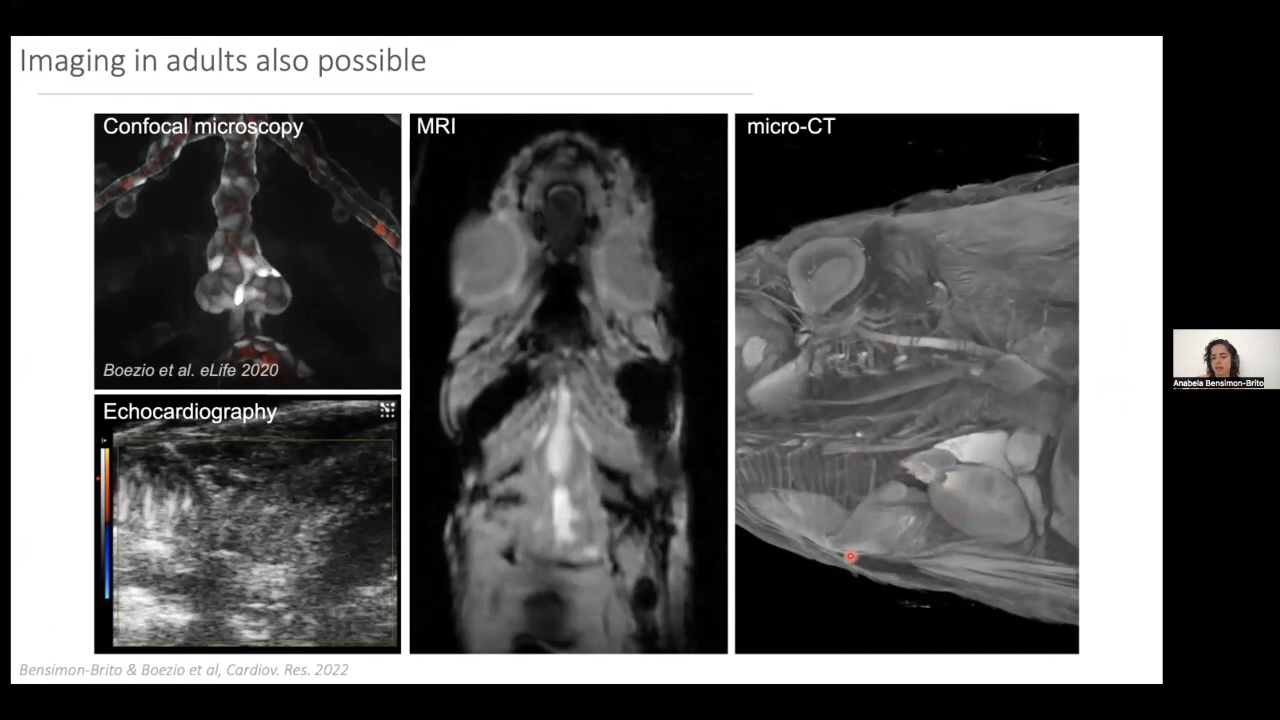 Imaging in adults also possible
Confocal microscopy
MRI
micro-CT
Boezio et al. eLife 2020
Echocardiography
Anabela Bensimon-Brito
Bensimon-Brito & Boezio et al, Cardiov. Res. 2022